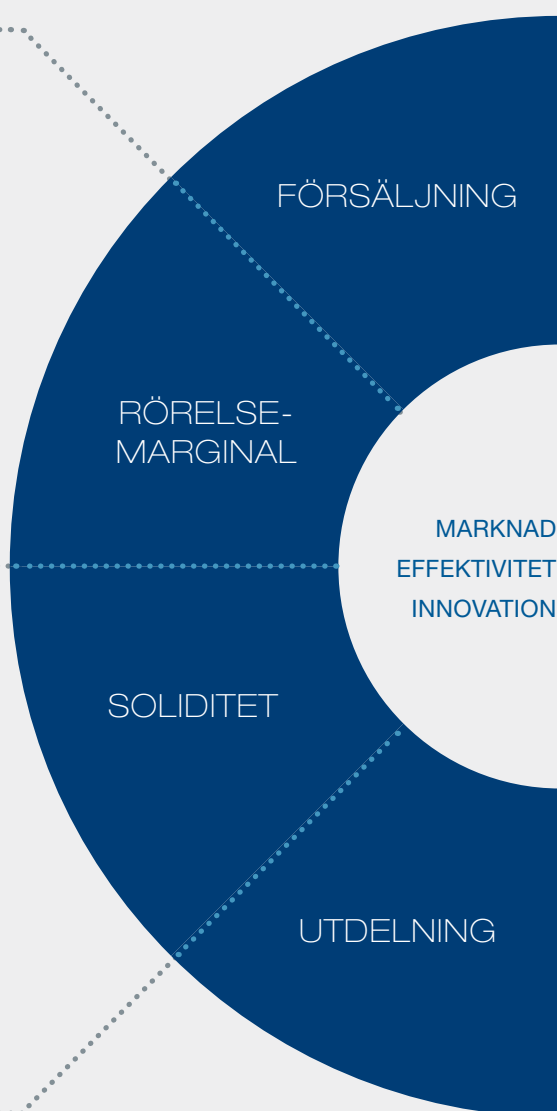 FÖRSÄLJNING
RÖRELSE-
MARGINAL
MARKNAD
EFFEKTIVITET
INNOVATION
SOLIDITET
UTDELNING